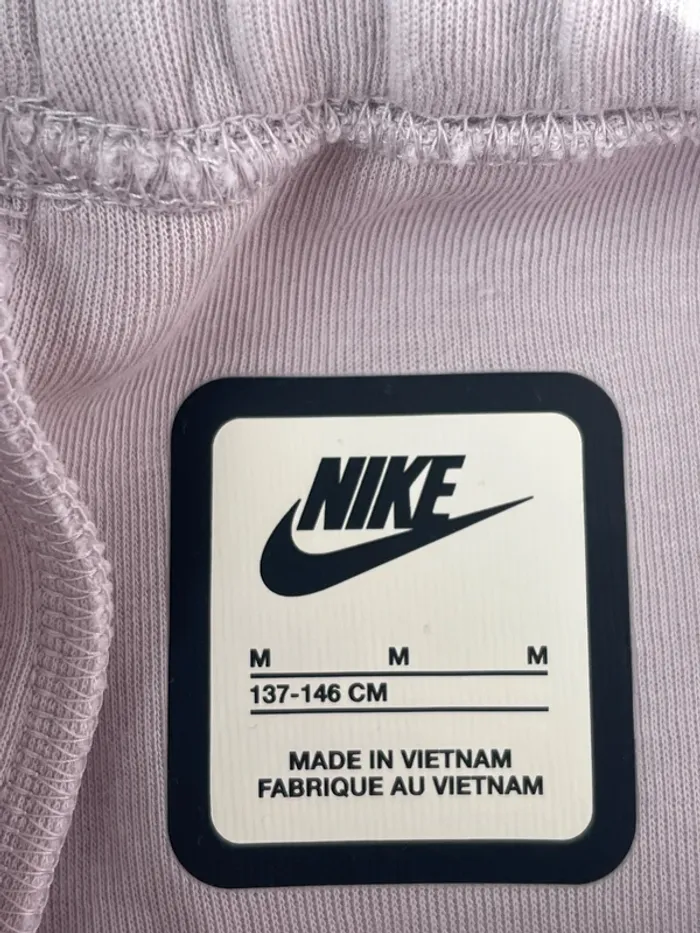 NIKE
M M M
137-146 CM
MADE IN VIETNAM
FABRIQUE AU VIETNAM